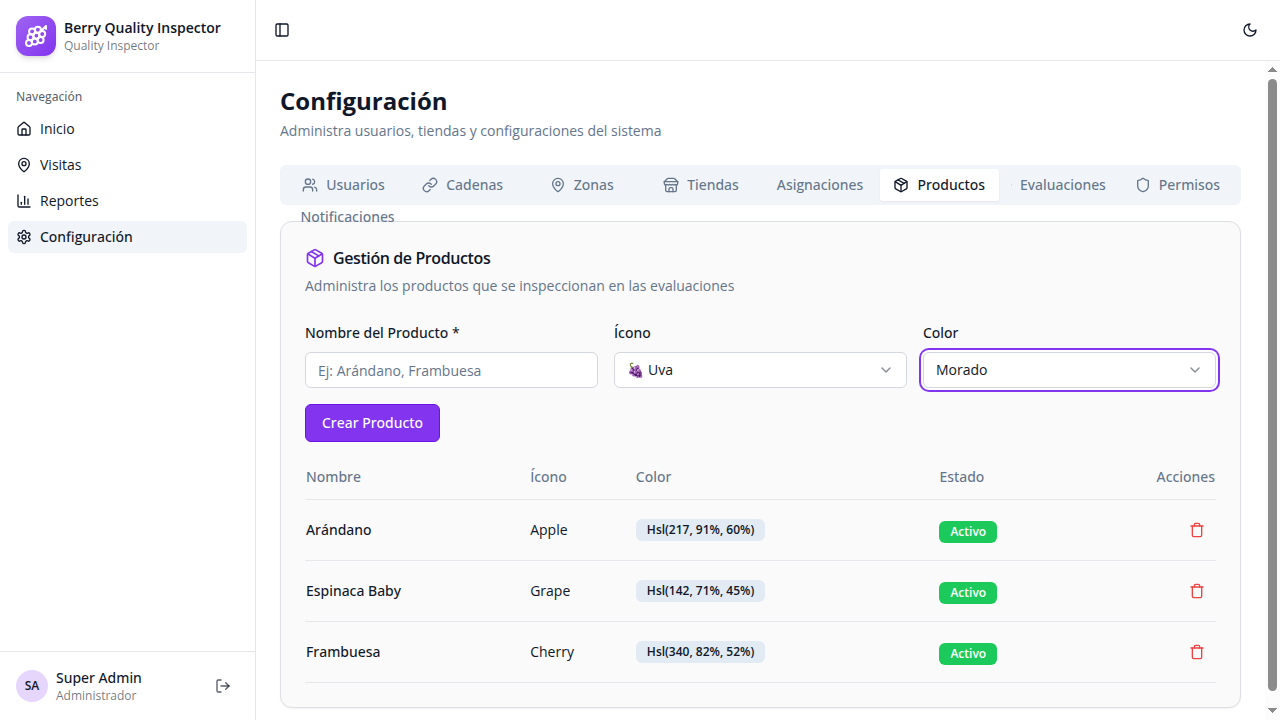 Berry Quality Inspector
Quality Inspector
Navegación
Inicio
Visitas
Reportes
Configuración
SA
Super Admin
Administrador
Configuración
Administra usuarios, tiendas y configuraciones del sistema
Usuarios Cadenas Zonas Tiendas Asignaciones Productos Evaluaciones Permisos
Notificaciones
Gestión de Productos
Administra los productos que se inspeccionan en las evaluaciones
Nombre del Producto * Ícono Color
Ej: Arándano, Frambuesa 🍇 Uva Morado
Crear Producto
Nombre Ícono Color Estado Acciones
Arándano Apple Hsl(217, 91%, 60%) Activo
Espinaca Baby Grape Hsl(142, 71%, 45%) Activo
Frambuesa Cherry Hsl(340, 82%, 52%) Activo